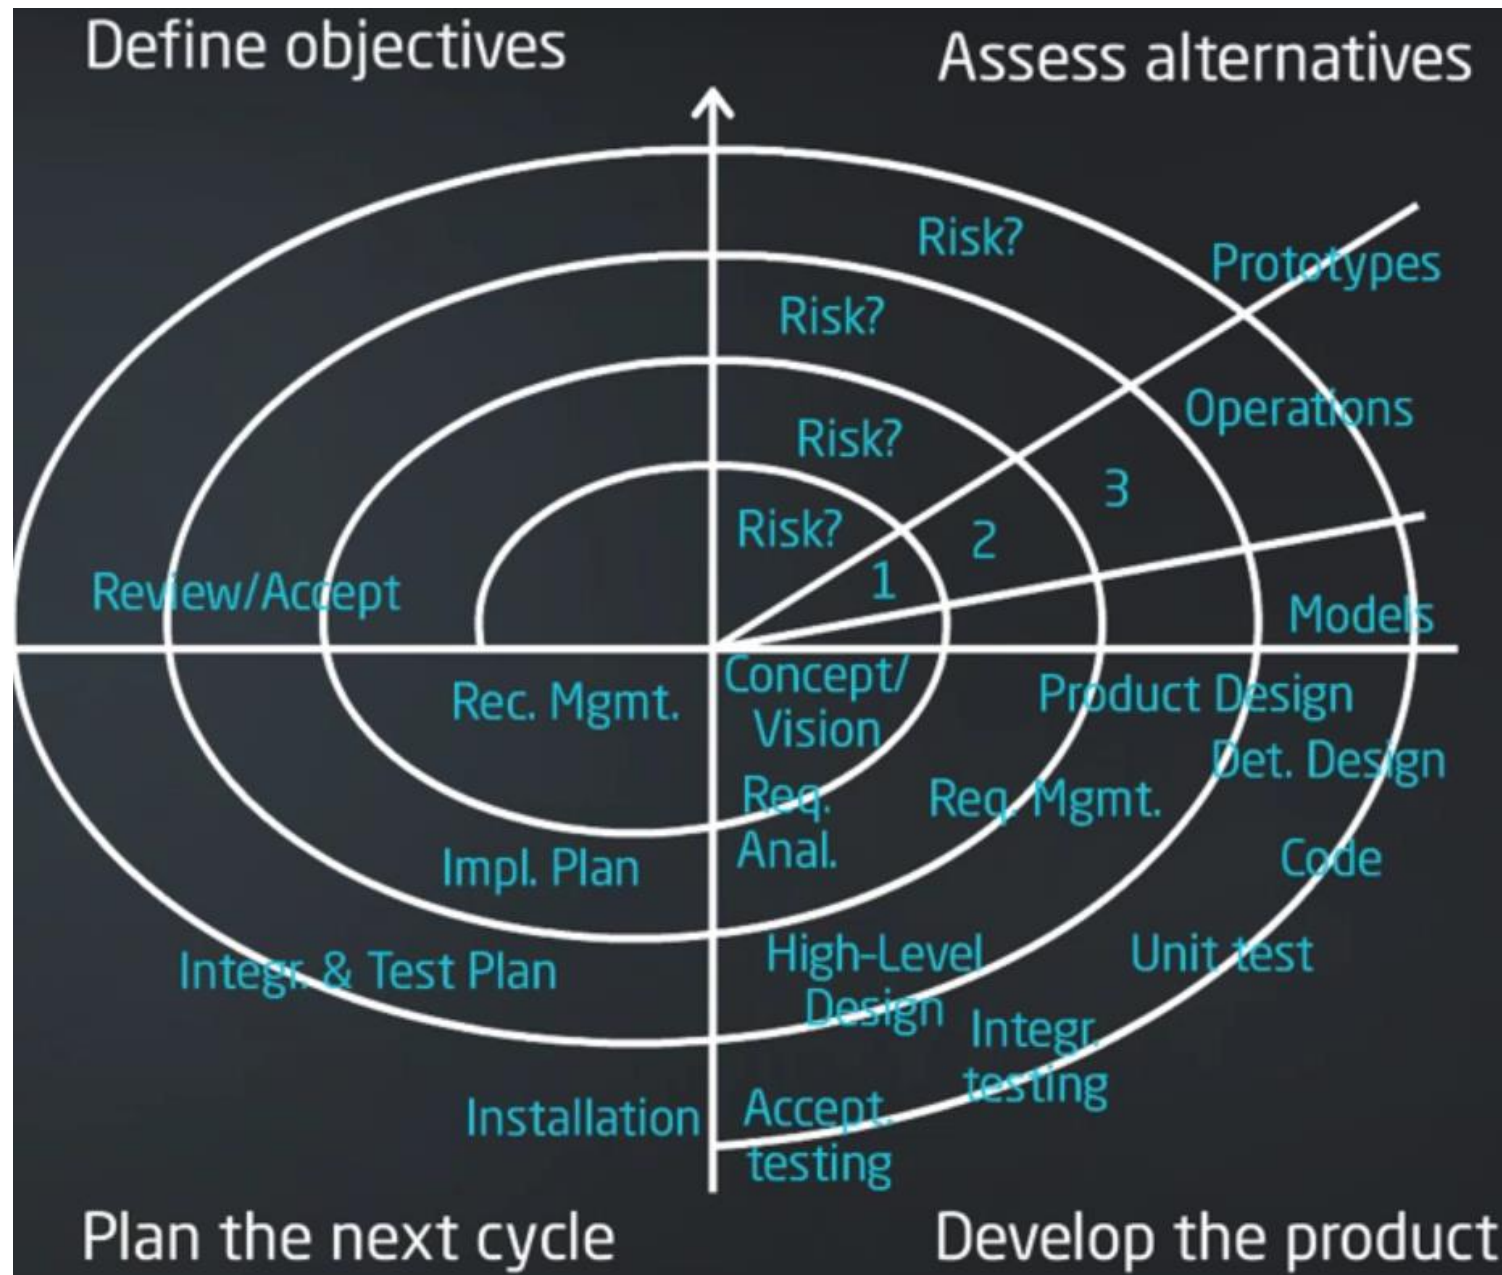 Define objectives
Assess alternatives
Risk?
Prototypes
Risk?
Operations
Risk?
3
Risk?
2
1
Review/Accept
Models
Rec. Mgmt.
Concept/
Vision
Product Design
Det. Design
Req.
Anal.
Req. Mgmt.
Impl. Plan
Code
Integr. & Test Plan
High-Level
Design
Unit test
Integr.
testing
Installation
Accept.
testing
Plan the next cycle
Develop the product